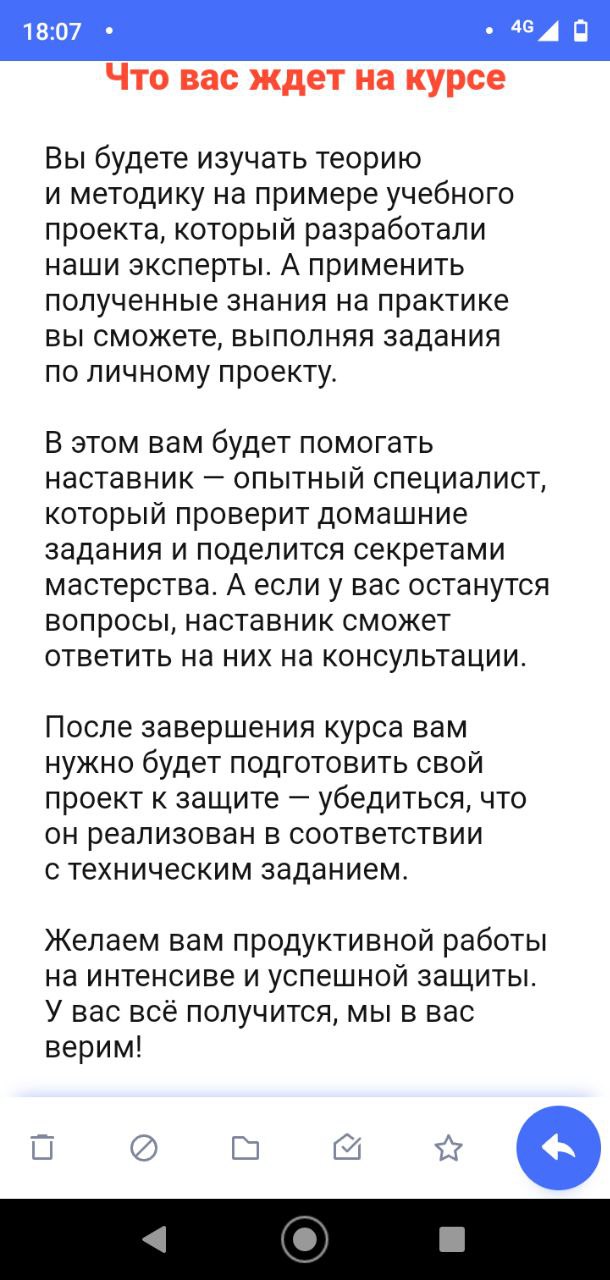 18:07
4G
Что вас ждет на курсе
Вы будете изучать теорию
и методику на примере учебного
проекта, который разработали
наши эксперты. А применить
полученные знания на практике
вы сможете, выполняя задания
по личному проекту.
В этом вам будет помогать
наставник — опытный специалист,
который проверит домашние
задания и поделится секретами
мастерства. А если у вас останутся
вопросы, наставник сможет
ответить на них на консультации.
После завершения курса вам
нужно будет подготовить свой
проект к защите — убедиться, что
он реализован в соответствии
с техническим заданием.
Желаем вам продуктивной работы
на интенсиве и успешной защиты.
У вас всё получится, мы в вас
верим!